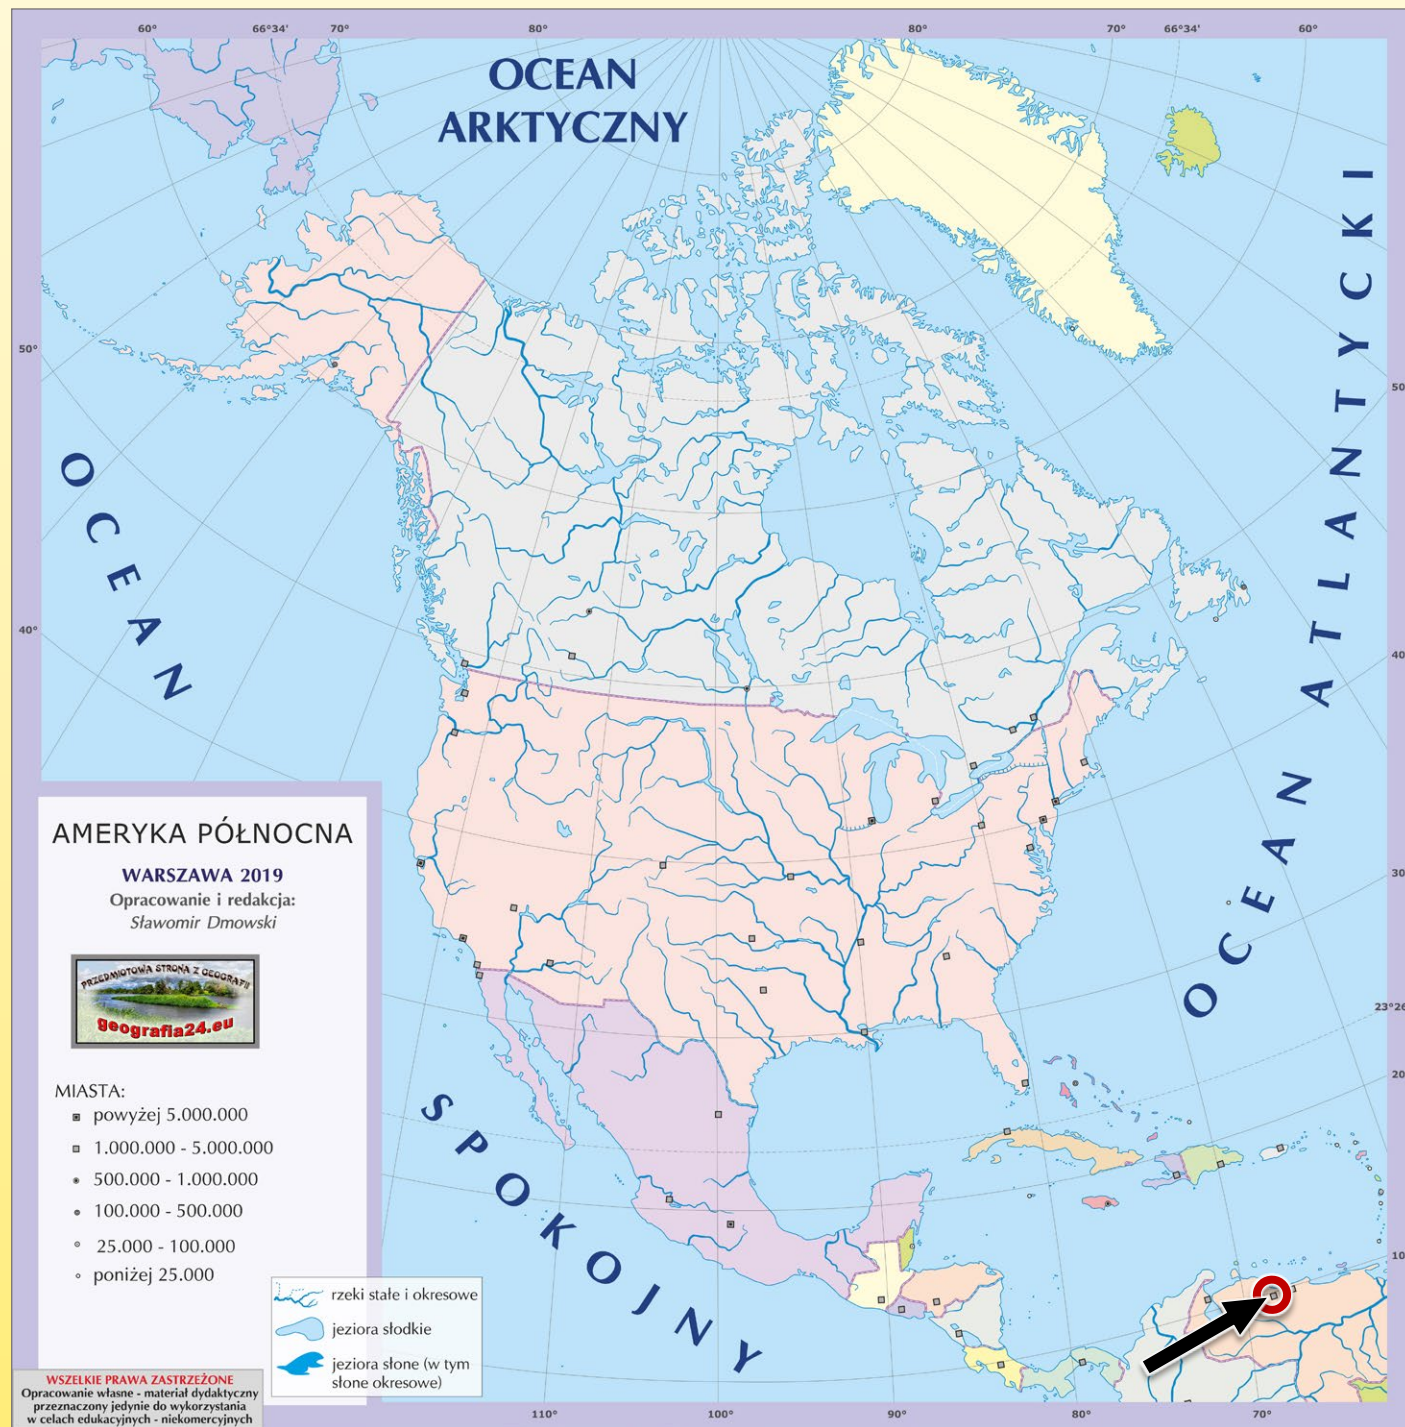 60°
66°34'
70°
80°
80°
70°
66°34'
60°
OCEAN
ARKTYCZNY
OCEAN ATLANTYCKI
50°
40°
OCEAN
SPOKOJNY
50
40
30
23°26
20
10
AMERYKA PÓŁNOCNA
WARSZAWA 2019
Opracowanie i redakcja:
Sławomir Dmowski
PRZEDMIOTOWA STRONA Z GEOGRAFII
geografia24.eu
MIASTA:
powyżej 5.000.000
1.000.000 - 5.000.000
500.000 - 1.000.000
100.000 - 500.000
25.000 - 100.000
poniżej 25.000
rzeki stałe i okresowe
jeziora słodkie
jeziora słone (w tym
słone okresowe)
WSZELKIE PRAWA ZASTRZEŻONE
Opracowanie własne - materiał dydaktyczny
przeznaczony jedynie do wykorzystania
w celach edukacyjnych - niekomercyjnych
110°
100°
90°
80°
70°